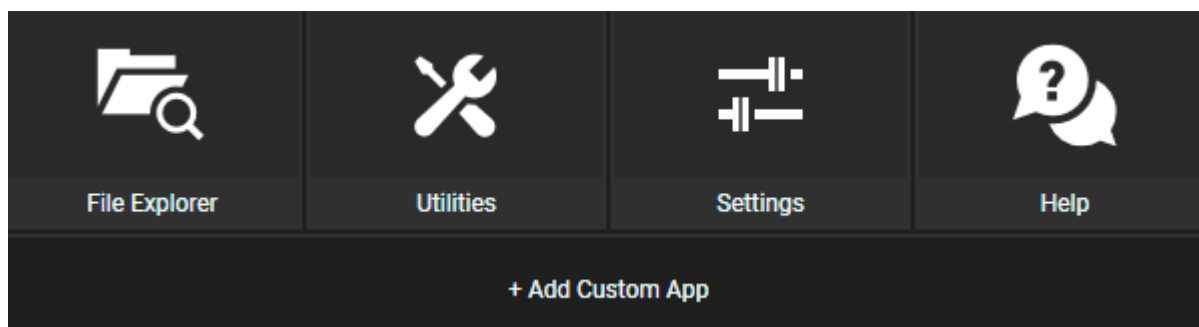 ?
File Explorer
Utilities
Settings
Help
+ Add Custom App